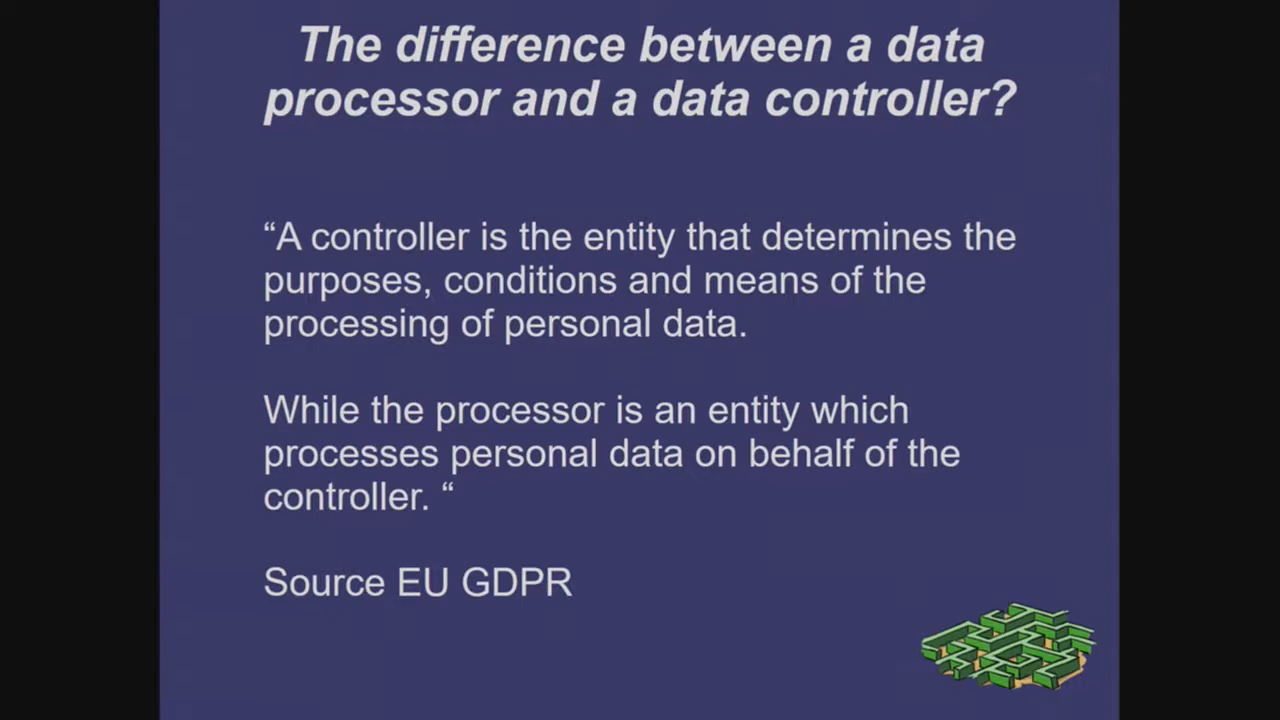 The difference between a data
processor and a data controller?
“A controller is the entity that determines the
purposes, conditions and means of the
processing of personal data.
While the processor is an entity which
processes personal data on behalf of the
controller. “
Source EU GDPR